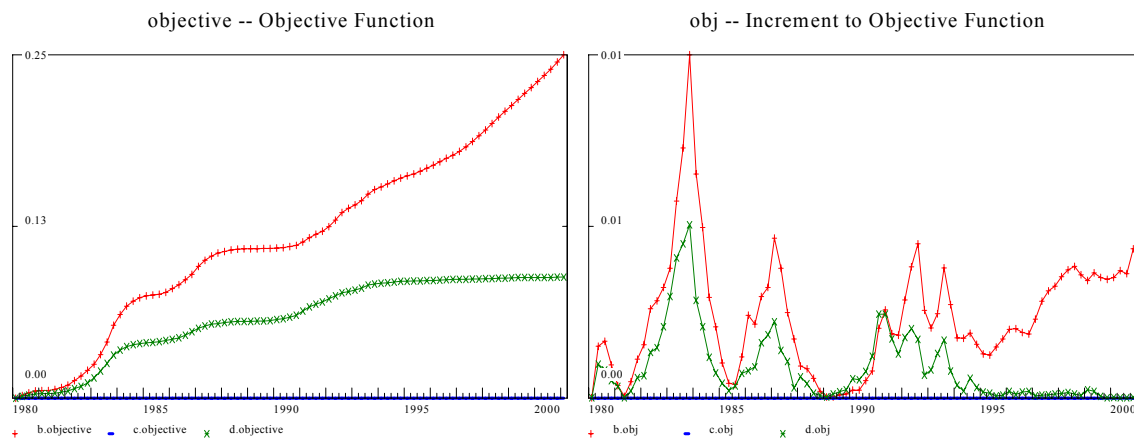 objective -- Objective Function
0.25
0.13
0.00
1980 1985 1990 1995 2000
b.objective c.objective d.objective
obj -- Increment to Objective Function
0.01
0.01
0.00
1980 1985 1990 1995 2000
b.obj c.obj d.obj